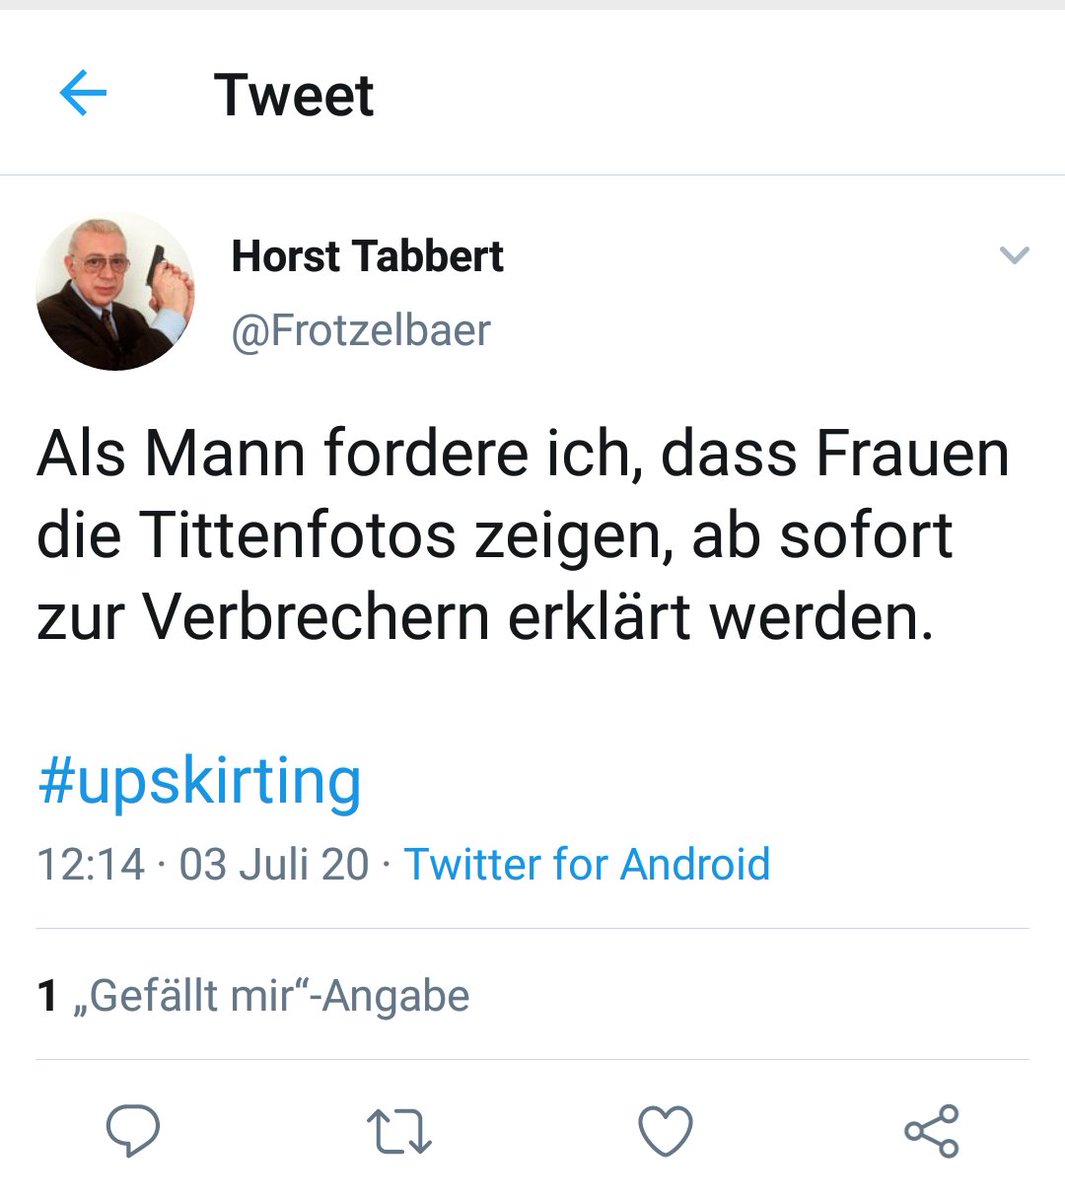 Tweet
Horst Tabbert
@Frotzelbaer
Als Mann fordere ich, dass Frauen
die Tittenfotos zeigen, ab sofort
zur Verbrechern erklärt werden.
#upskirting
12:14 · 03 Juli 20 · Twitter for Android
1 „Gefällt mir“-Angabe